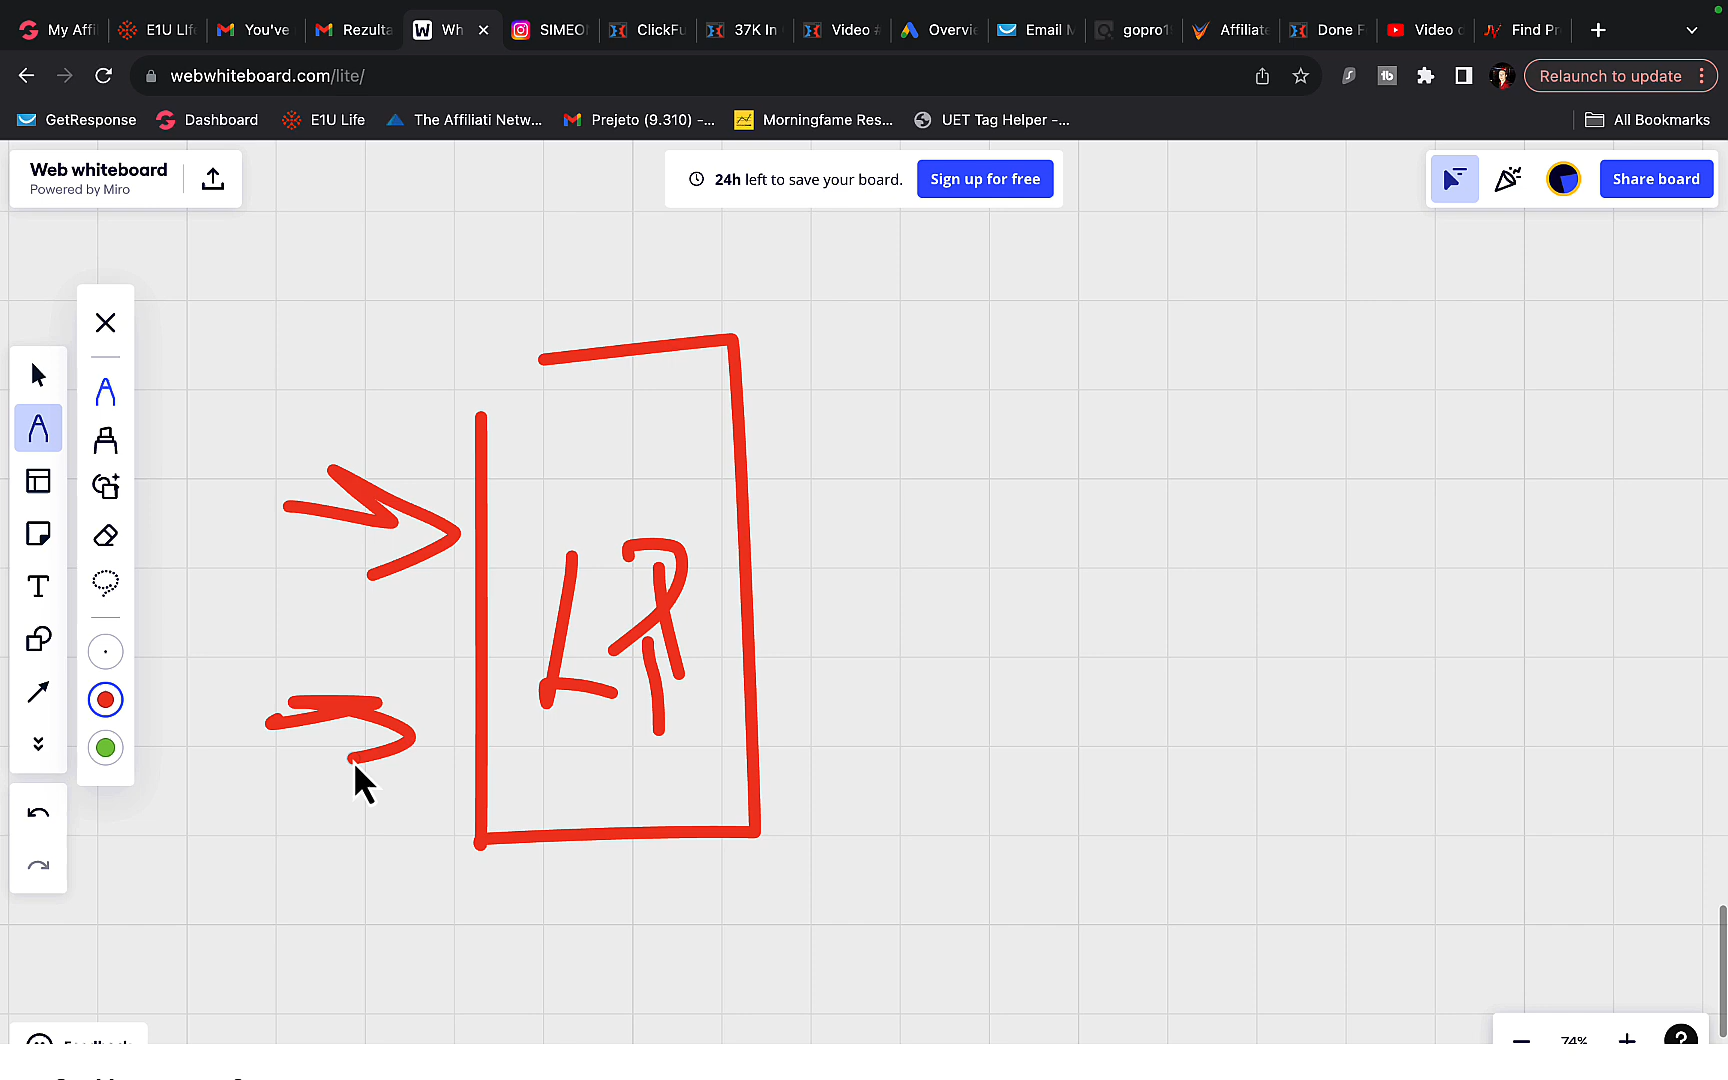 My Affi E1U Life You've Rezulta Wh SIMEO ClickFu 37K In Video # Overvie Email M gopro1 Affiliate Done F Video c Find Pr
webwhiteboard.com/lite/
Relaunch to update
GetResponse Dashboard E1U Life The Affiliati Netw... Prejeto (9.310) -... Morningfame Res... UET Tag Helper -... All Bookmarks
Web whiteboard
Powered by Miro
24h left to save your board. Sign up for free
Share board
LP
74%